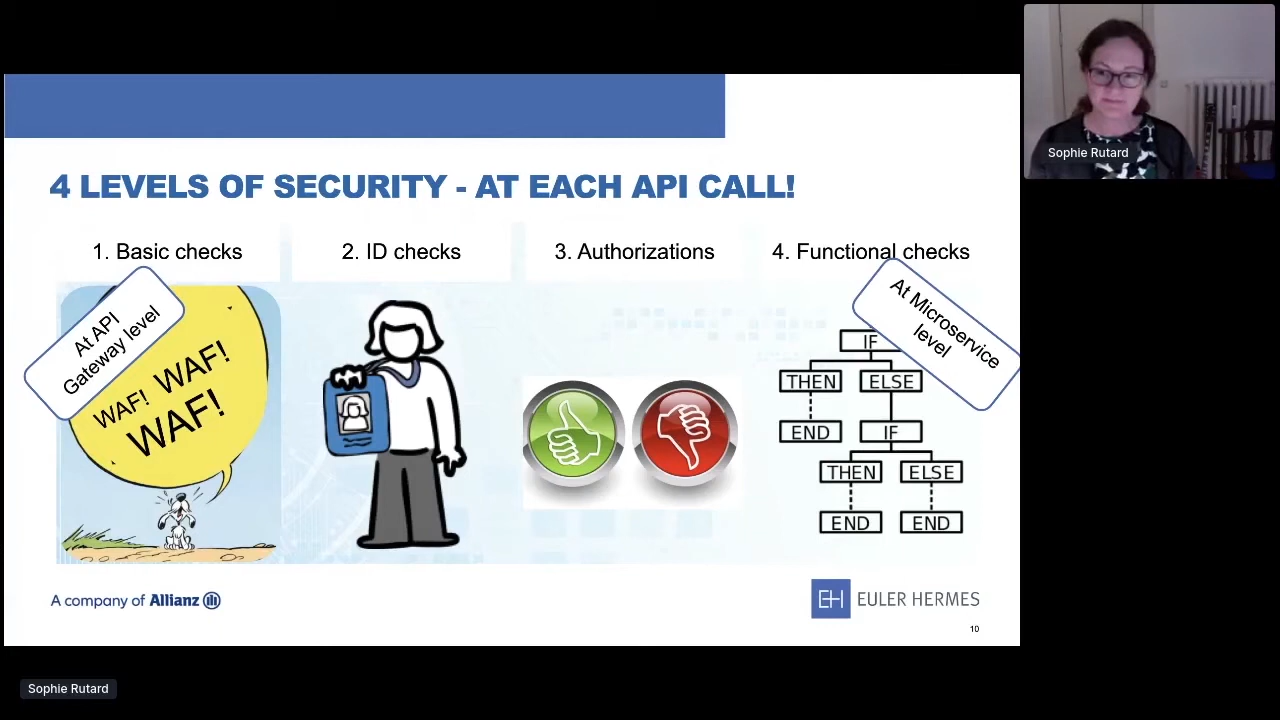 Sophie Rutard
4 LEVELS OF SECURITY - AT EACH API CALL!
1. Basic checks
2. ID checks
3. Authorizations
4. Functional checks
At API
Gateway level
WAF! WAF!
WAF!
At Microservice
level
IF
THEN ELSE
END IF
THEN ELSE
END END
A company of Allianz
EH EULER HERMES
10
Sophie Rutard